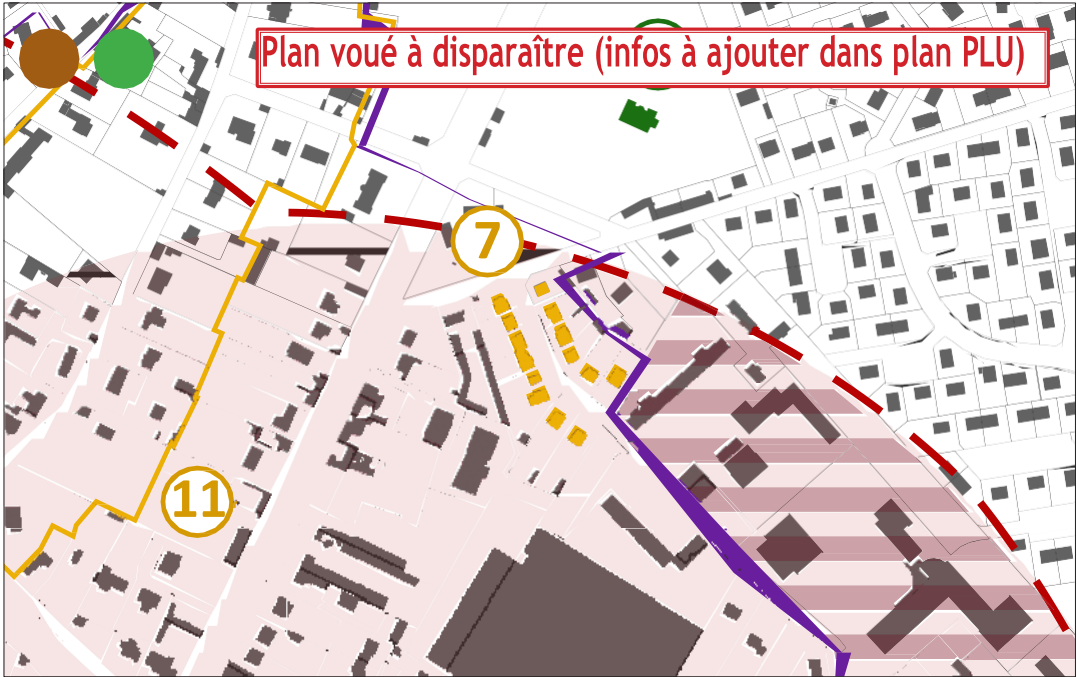 Plan voué à disparaître (infos à ajouter dans plan PLU)
7
11